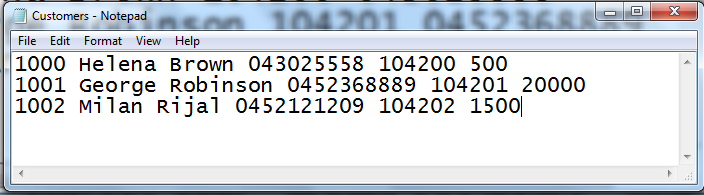 Customers - Notepad
File Edit Format View Help
1000 Helena Brown 043025558 104200 500
1001 George Robinson 0452368889 104201 20000
1002 Milan Rijal 0452121209 104202 1500